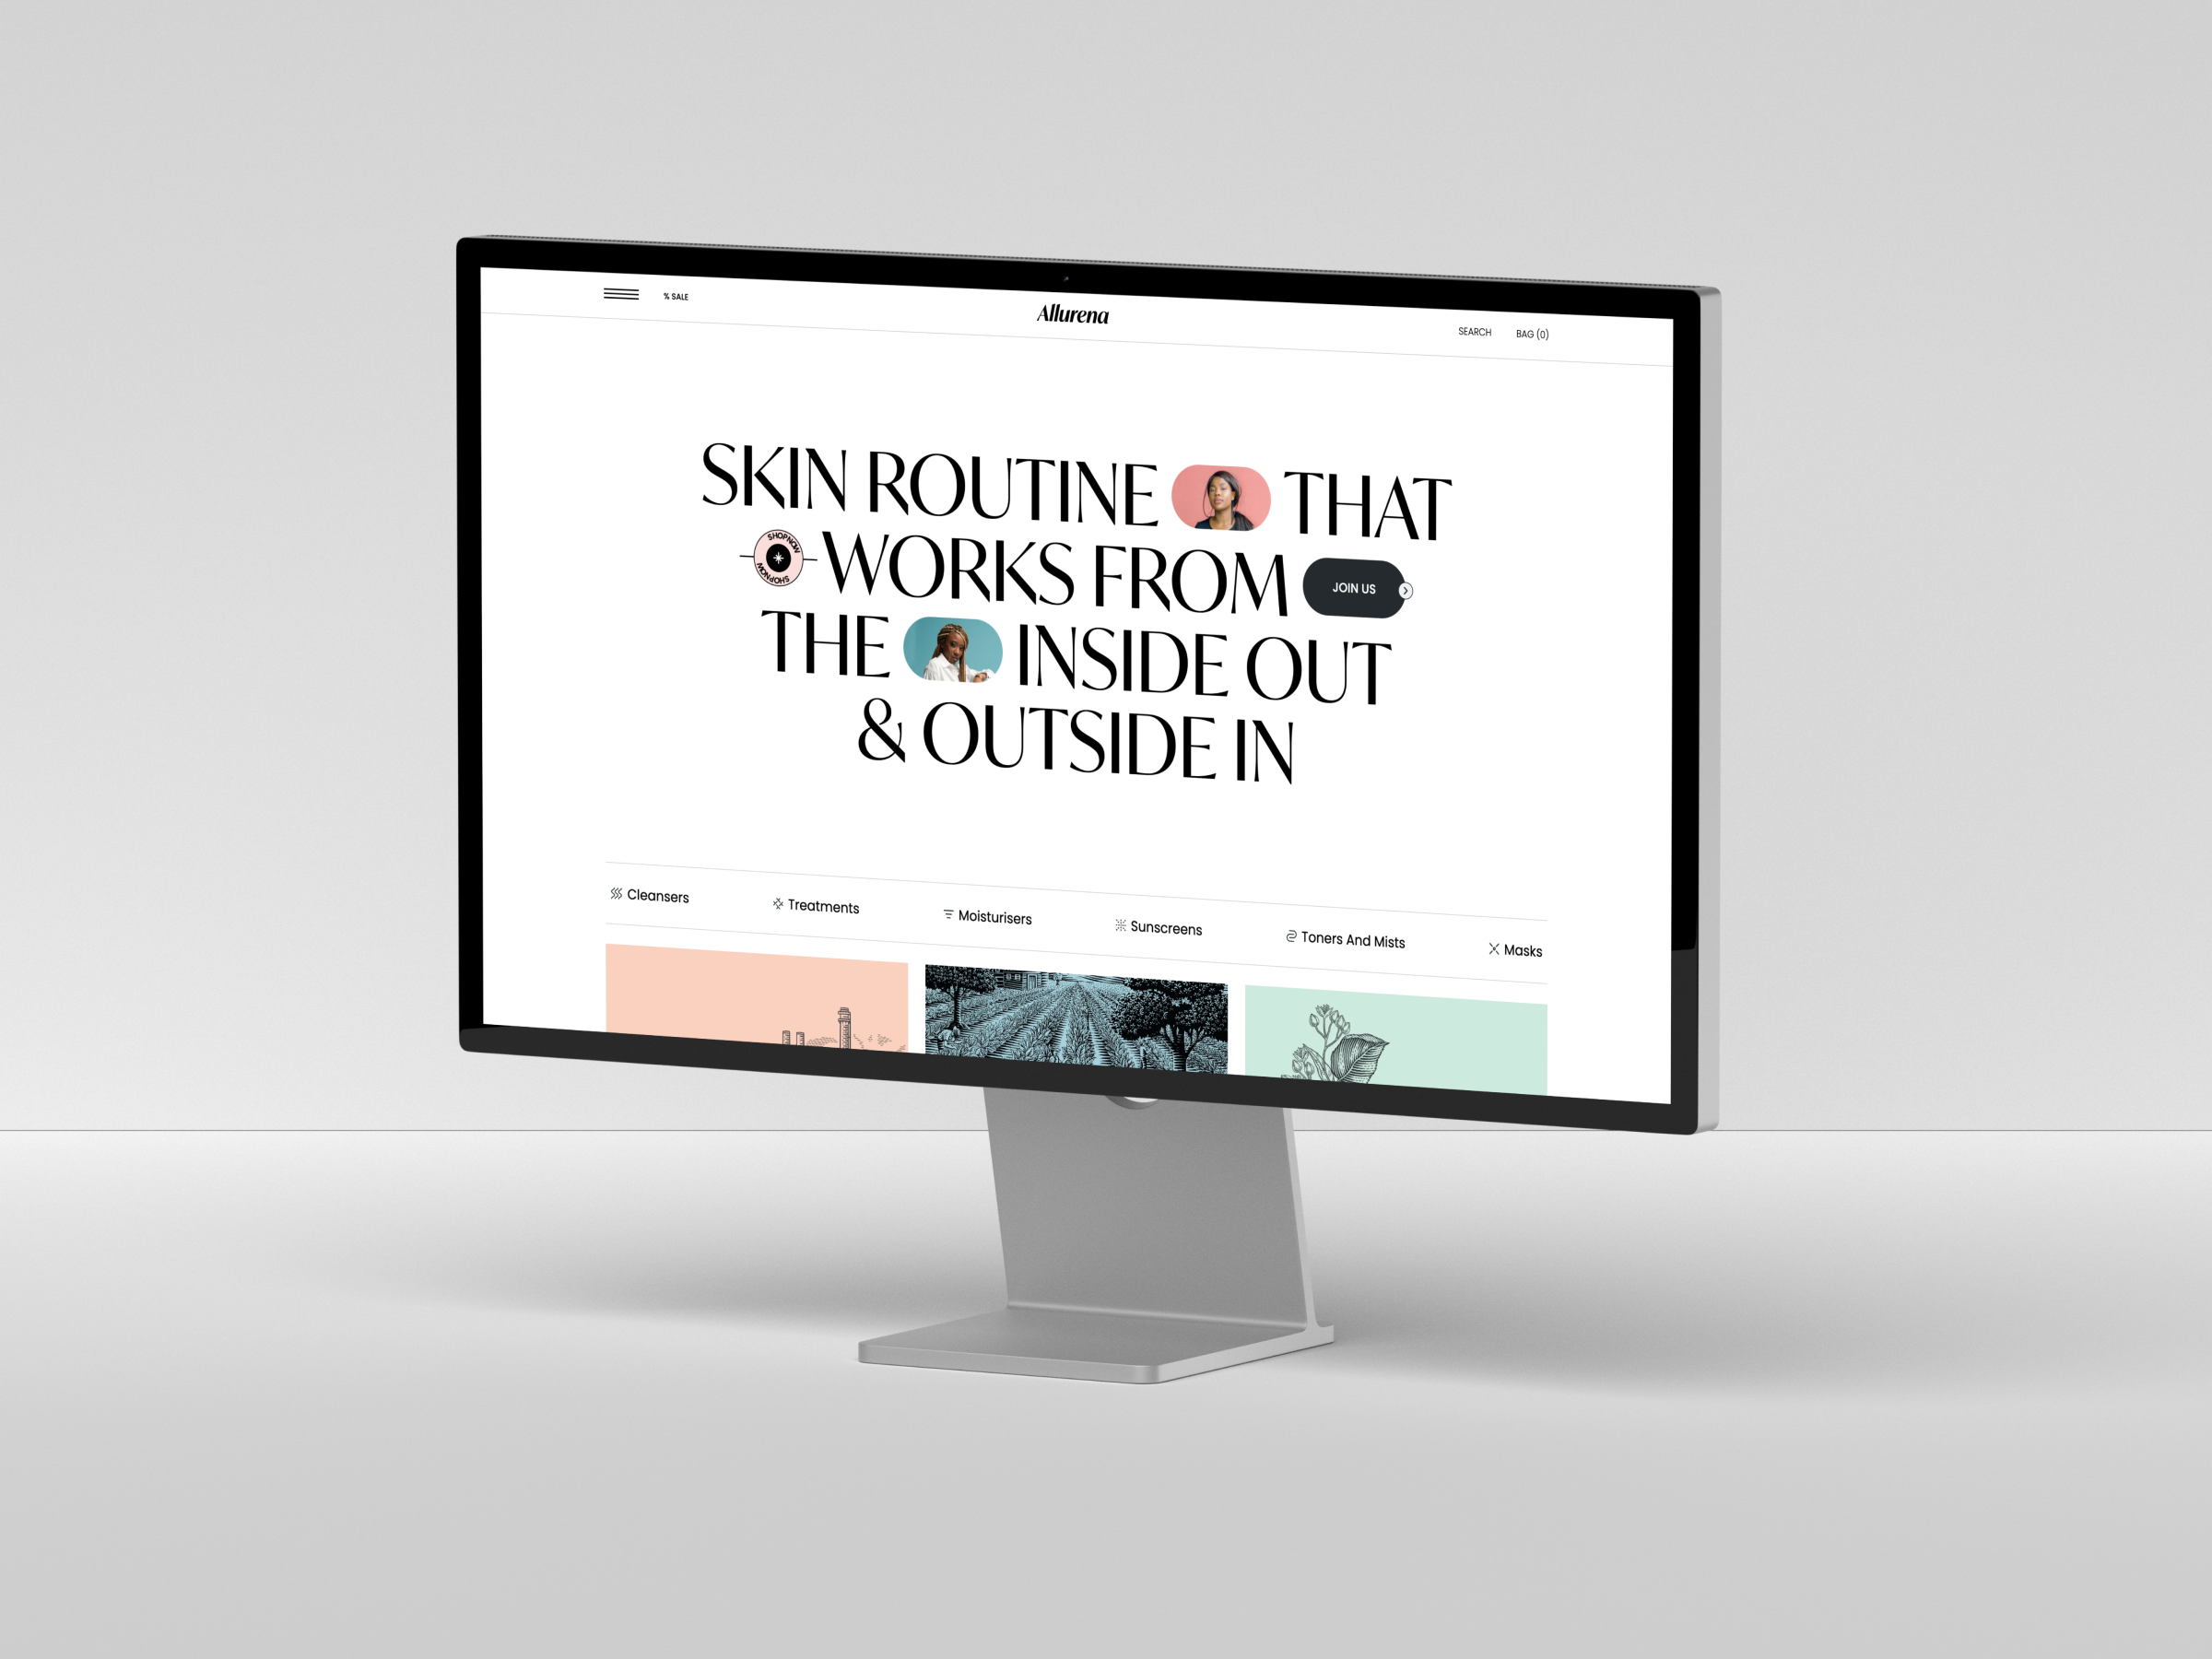 % SALE
Allurena
SEARCH
BAG (0)
SKIN ROUTINE THAT
SHOP NOW SHOP NOW
WORKS FROM
JOIN US
THE INSIDE OUT
& OUTSIDE IN
Cleansers
Treatments
Moisturisers
Sunscreens
Toners And Mists
Masks